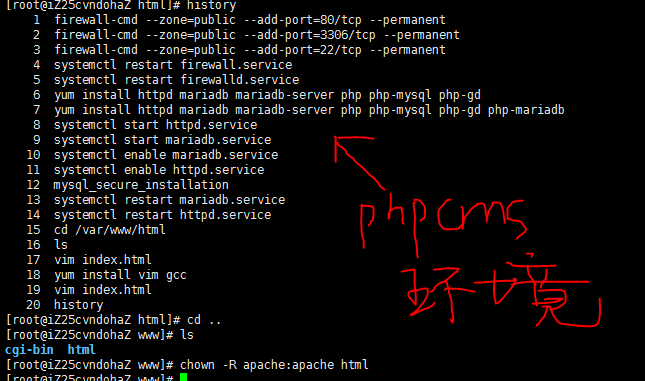 [root@iZ25cvndohaZ html]# history
1 firewall-cmd --zone=public --add-port=80/tcp --permanent
2 firewall-cmd --zone=public --add-port=3306/tcp --permanent
3 firewall-cmd --zone=public --add-port=22/tcp --permanent
4 systemctl restart firewall.service
5 systemctl restart firewalld.service
6 yum install httpd mariadb mariadb-server php php-mysql php-gd
7 yum install httpd mariadb mariadb-server php php-mysql php-gd php-mariadb
8 systemctl start httpd.service
9 systemctl start mariadb.service
10 systemctl enable mariadb.service
11 systemctl enable httpd.service
12 mysql_secure_installation
13 systemctl restart mariadb.service
14 systemctl restart httpd.service
15 cd /var/www/html
16 ls
17 vim index.html
18 yum install vim gcc
19 vim index.html
20 history
phpcms
环境
[root@iZ25cvndohaZ html]# cd ..
[root@iZ25cvndohaZ www]# ls
cgi-bin html
[root@iZ25cvndohaZ www]# chown -R apache:apache html
[root@iZ25cvndohaZ www]#